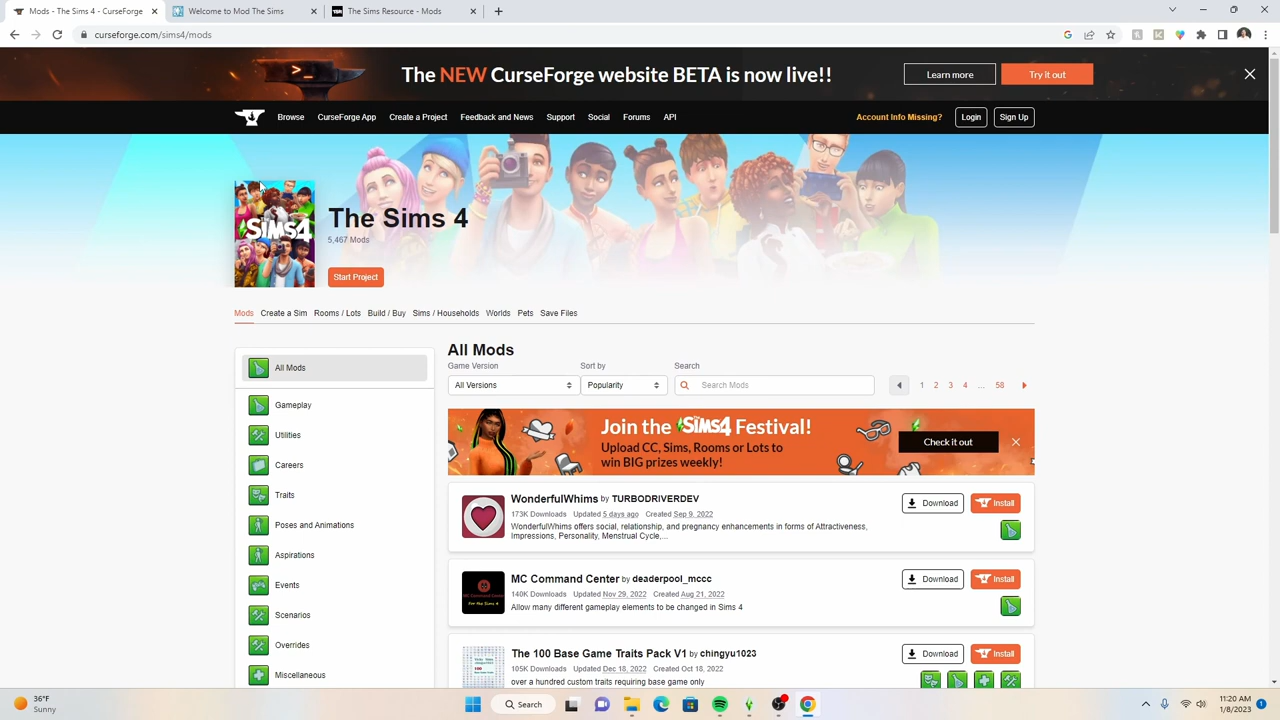 Mods - The Sims 4 - CurseForge
Welcome to Mod The Sims
TSR
The Sims Resource - Mods
curseforge.com/sims4/mods
The NEW CurseForge website BETA is now live!!
Learn more
Try it out
Browse
CurseForge App
Create a Project
Feedback and News
Support
Social
Forums
API
Account Info Missing?
Login
Sign Up
The SIMS 4
The Sims 4
5,467 Mods
Start Project
Mods
Create a Sim
Rooms / Lots
Build / Buy
Sims / Households
Worlds
Pets
Save Files
All Mods
Gameplay
Utilities
Careers
Traits
Poses and Animations
Aspirations
Events
Scenarios
Overrides
Miscellaneous
All Mods
Game Version
Sort by
Search
All Versions
Popularity
Search Mods
1 2 3 4 ... 58
Join the SIMS4 Festival!
Upload CC, Sims, Rooms or Lots to
win BIG prizes weekly!
Check it out
WonderfulWhims by TURBODRIVERDEV
173K Downloads Updated 5 days ago Created Sep 9, 2022
WonderfulWhims offers social, relationship, and pregnancy enhancements in forms of Attractiveness,
Impressions, Personality, Menstrual Cycle,...
Download
Install
MC Command Center by deaderpool_mccc
140K Downloads Updated Nov 29, 2022 Created Aug 21, 2022
Allow many different gameplay elements to be changed in Sims 4
Download
Install
The 100 Base Game Traits Pack V1 by chingyu1023
105K Downloads Updated Dec 18, 2022 Created Oct 18, 2022
over a hundred custom traits requiring base game only
Download
Install
36°F
Sunny
Search
11:20 AM
1/8/2023